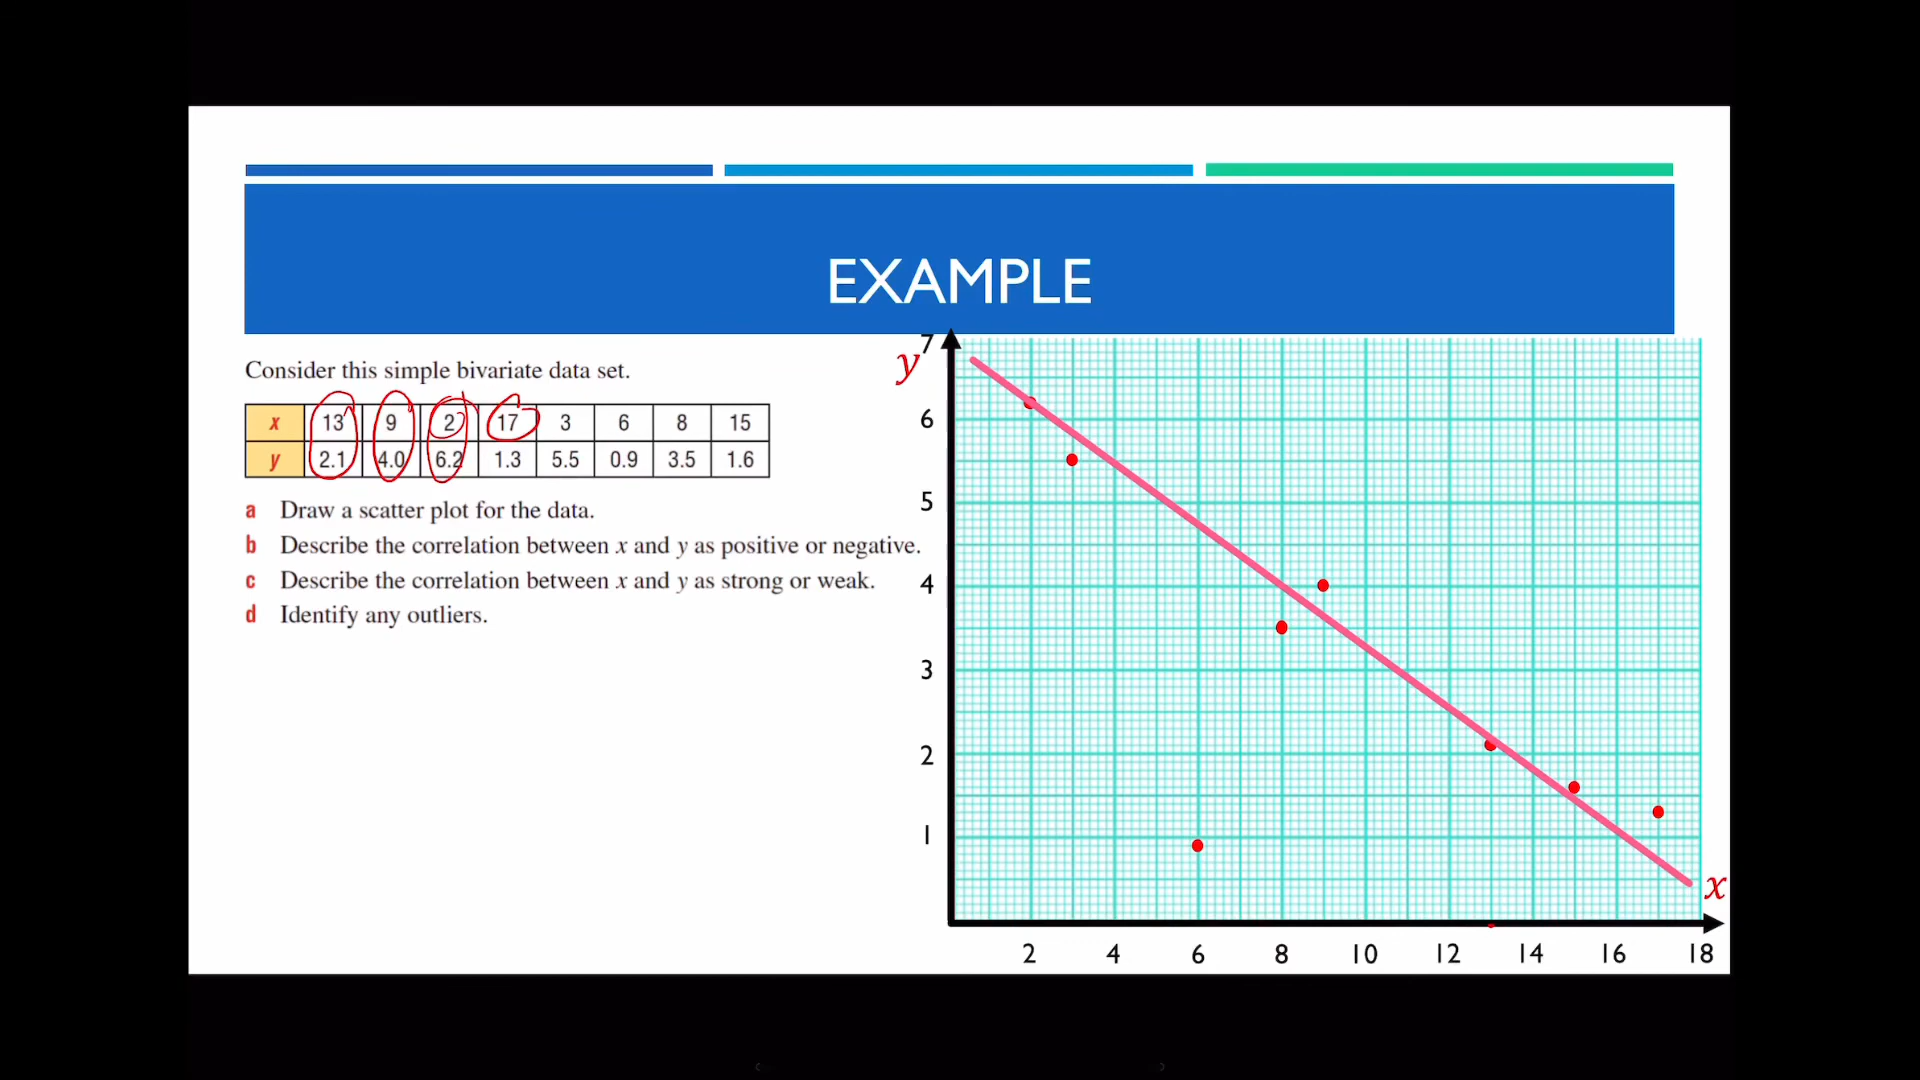 EXAMPLE
Consider this simple bivariate data set.
x 13 9 2 17 3 6 8 15
y 2.1 4.0 6.2 1.3 5.5 0.9 3.5 1.6
a Draw a scatter plot for the data.
b Describe the correlation between x and y as positive or negative.
c Describe the correlation between x and y as strong or weak.
d Identify any outliers.
7
y
6
5
4
3
2
1
x
2 4 6 8 10 12 14 16 18